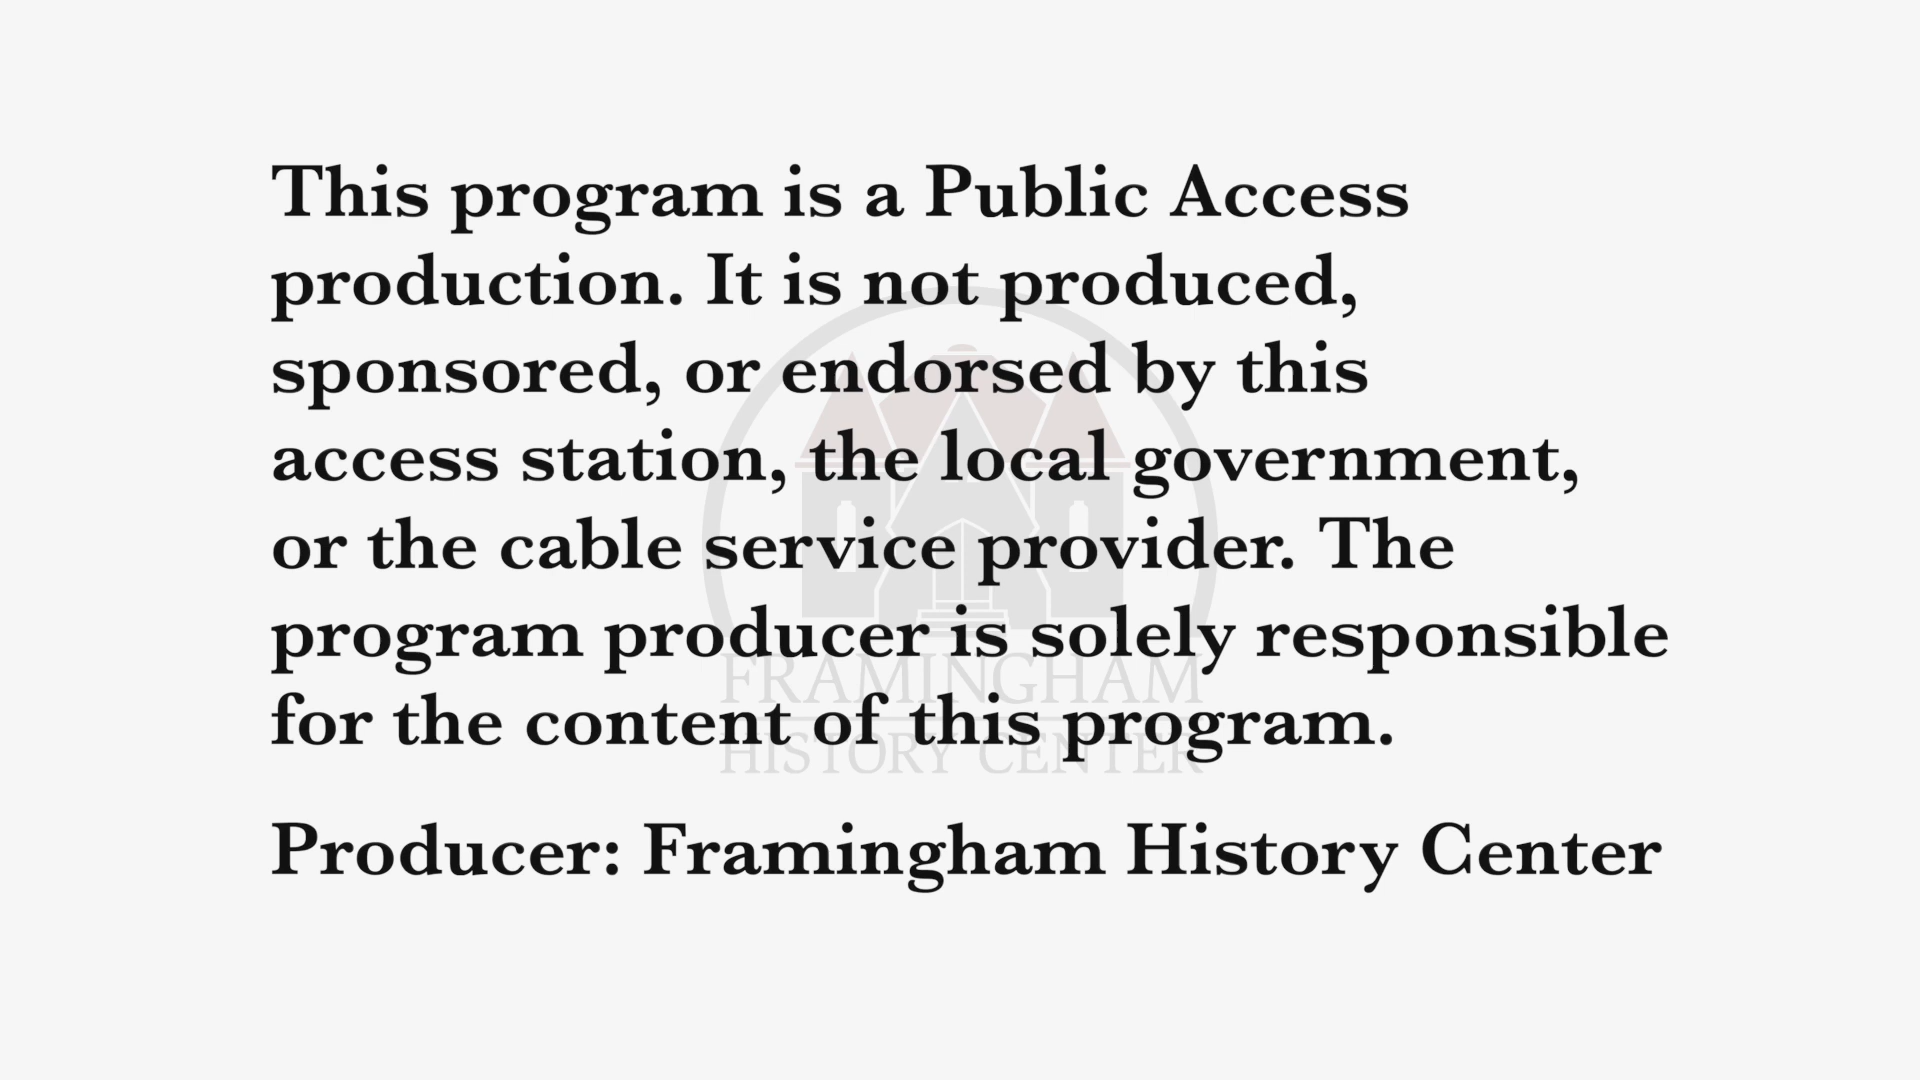 This program is a Public Access
production. It is not produced,
sponsored, or endorsed by this
access station, the local government,
or the cable service provider. The
program producer is solely responsible
for the content of this program.
Producer: Framingham History Center
FRAMINGHAM
HISTORY CENTER